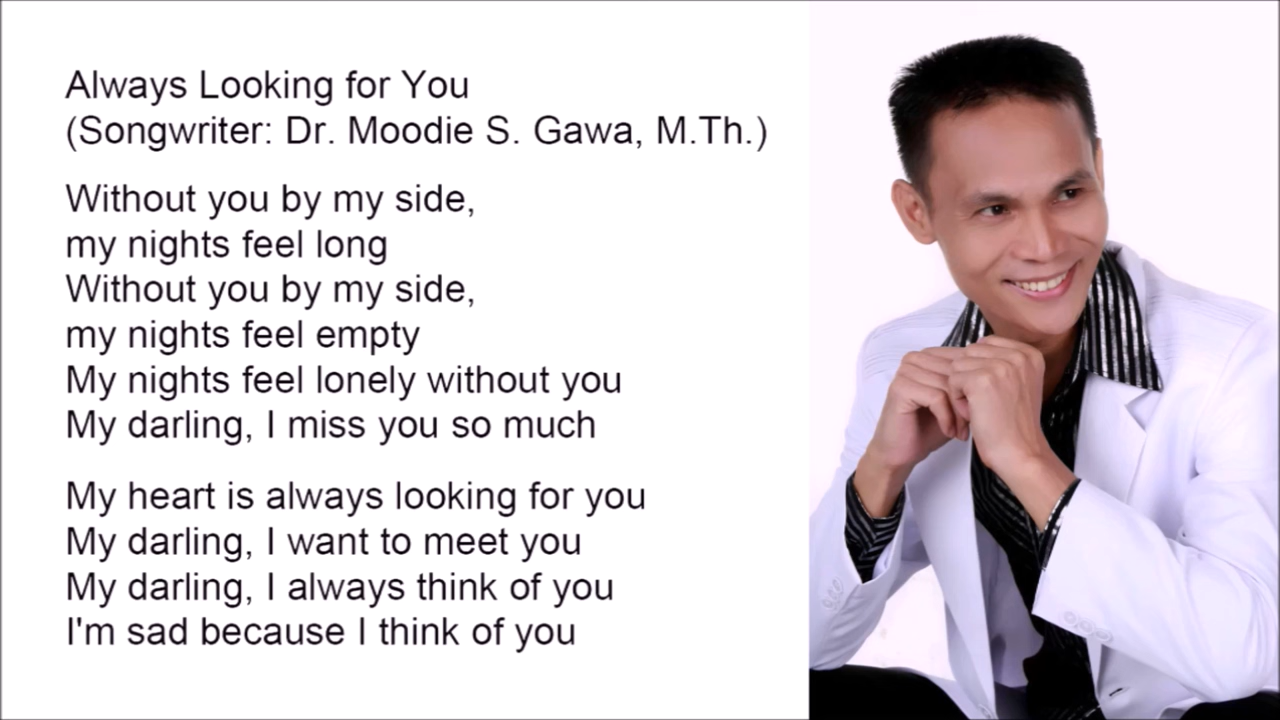 Always Looking for You
(Songwriter: Dr. Moodie S. Gawa, M.Th.)
Without you by my side,
my nights feel long
Without you by my side,
my nights feel empty
My nights feel lonely without you
My darling, I miss you so much
My heart is always looking for you
My darling, I want to meet you
My darling, I always think of you
I'm sad because I think of you